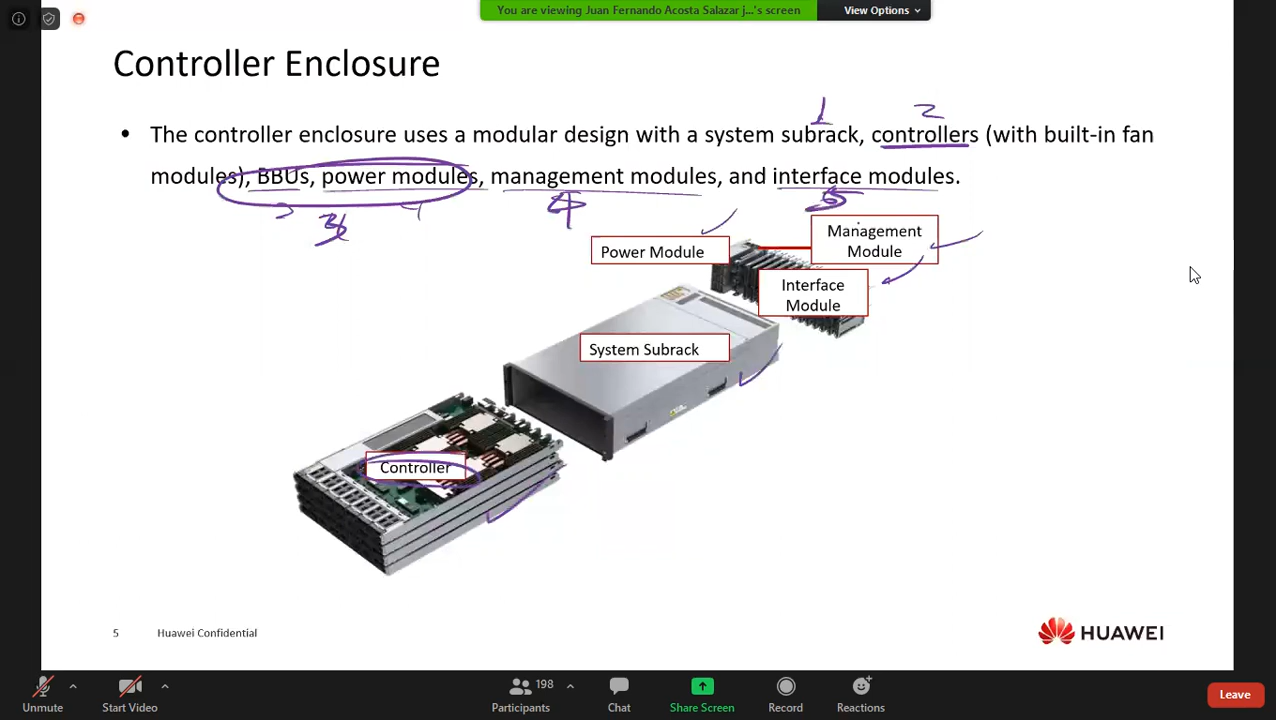 You are viewing Juan Fernando Acosta Salazar j...'s screen
View Options
Controller Enclosure
1 2
• The controller enclosure uses a modular design with a system subrack, controllers (with built-in fan
modules), BBUs, power modules, management modules, and interface modules.
3 4
4
5
Power Module
Management
Module
Interface
Module
System Subrack
Controller
5 Huawei Confidential
HUAWEI
Unmute
Start Video
198
Participants
Chat
Share Screen
Record
Reactions
Leave